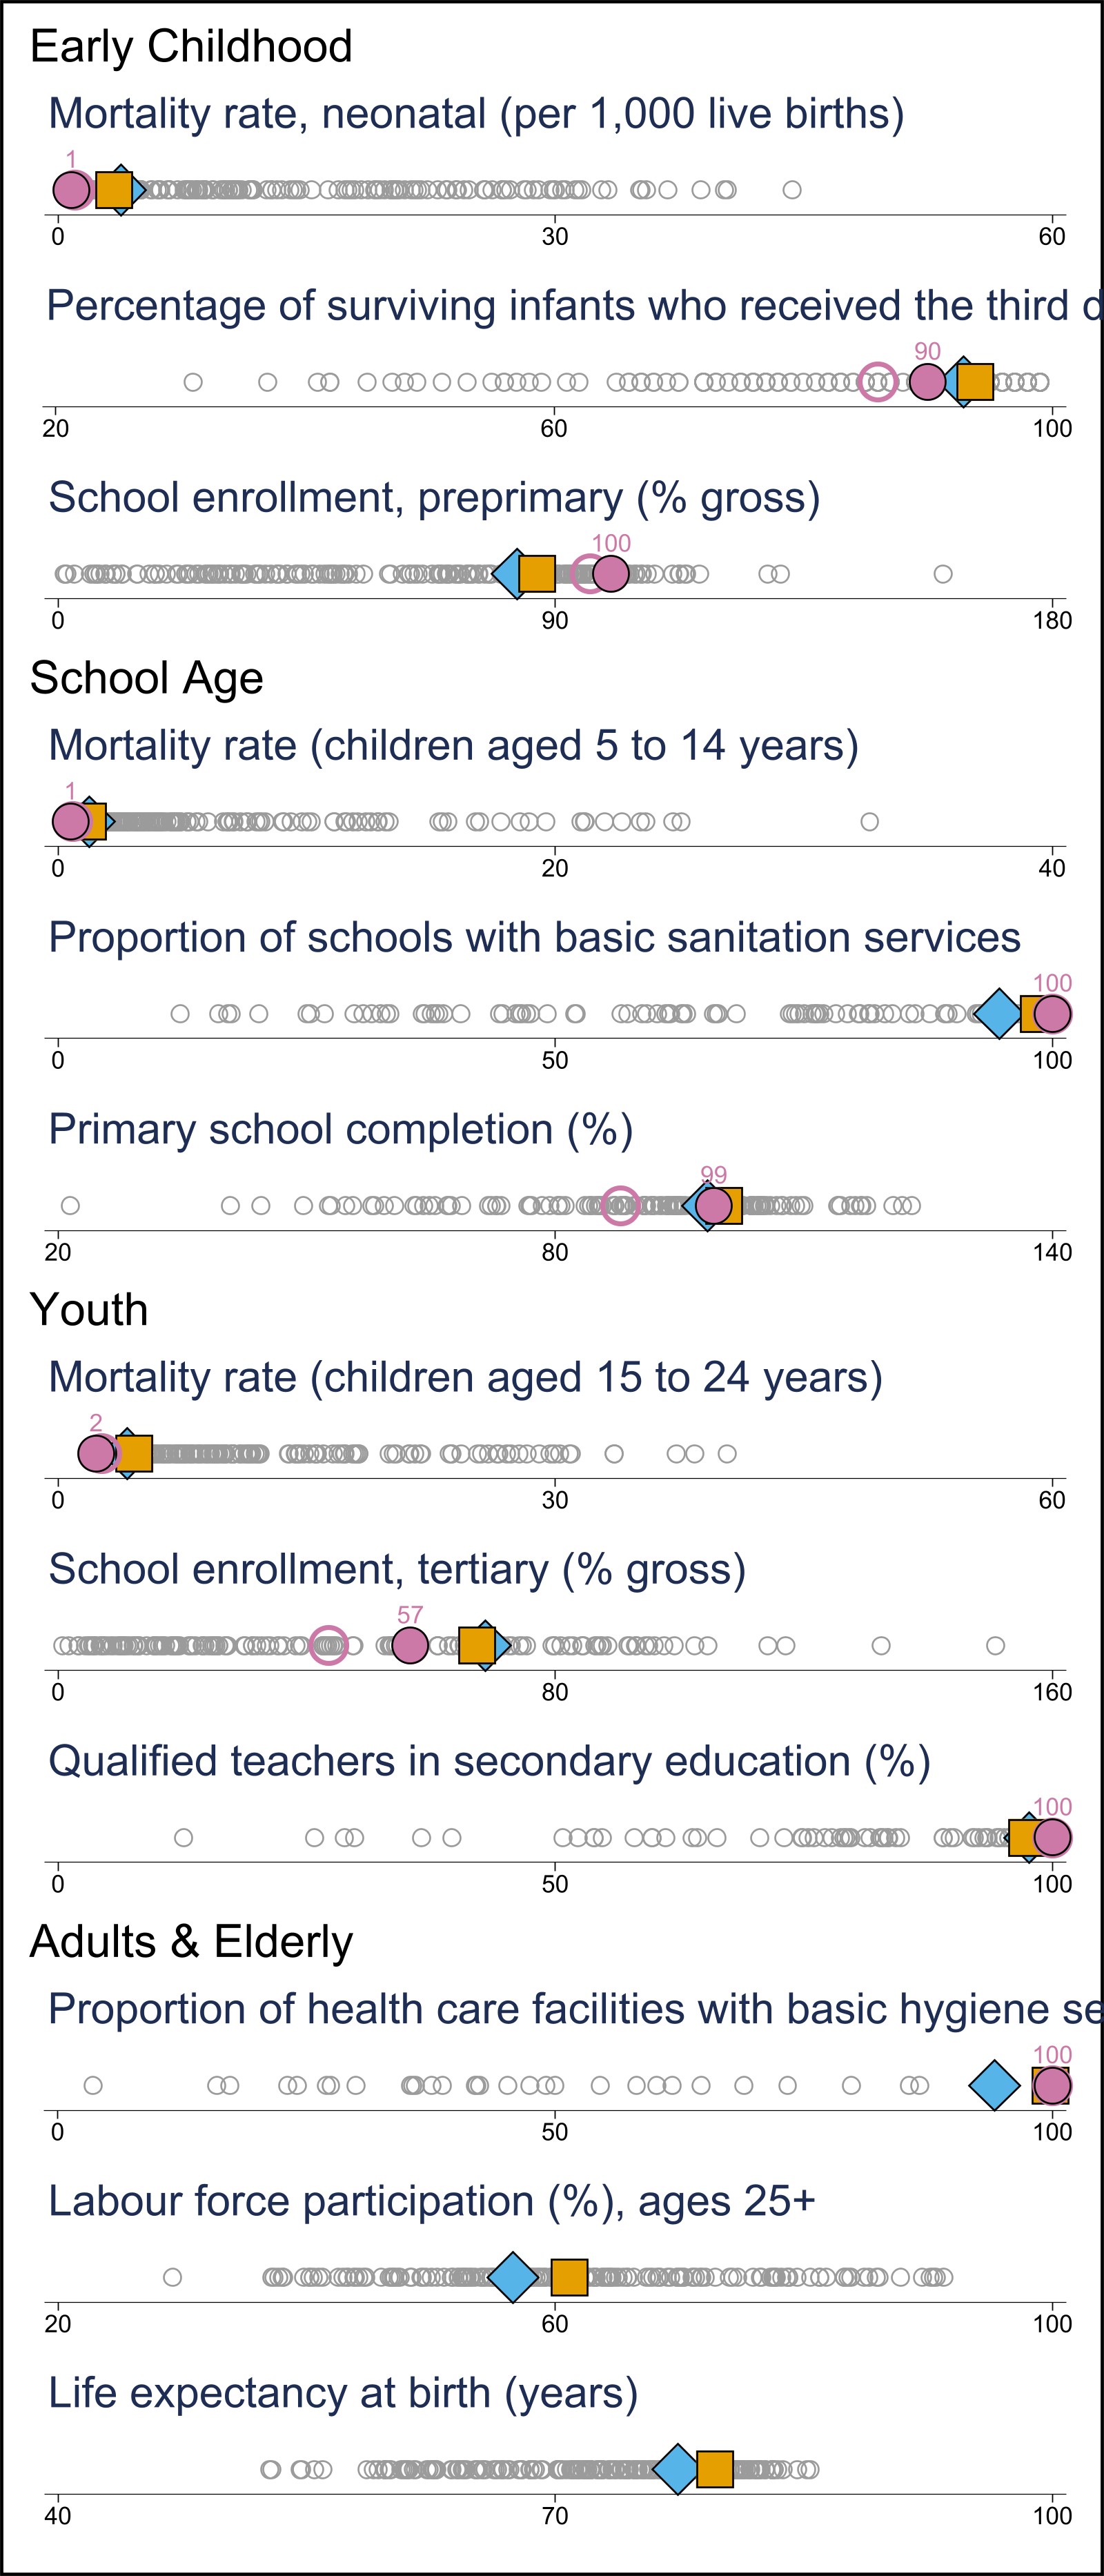 Early Childhood
Mortality rate, neonatal (per 1,000 live births)
1
0 30 60
Percentage of surviving infants who received the third d
90
20 60 100
School enrollment, preprimary (% gross)
100
0 90 180
School Age
Mortality rate (children aged 5 to 14 years)
1
0 20 40
Proportion of schools with basic sanitation services
100
0 50 100
Primary school completion (%)
99
20 80 140
Youth
Mortality rate (children aged 15 to 24 years)
2
0 30 60
School enrollment, tertiary (% gross)
57
0 80 160
Qualified teachers in secondary education (%)
100
0 50 100
Adults & Elderly
Proportion of health care facilities with basic hygiene se
100
0 50 100
Labour force participation (%), ages 25+
20 60 100
Life expectancy at birth (years)
40 70 100